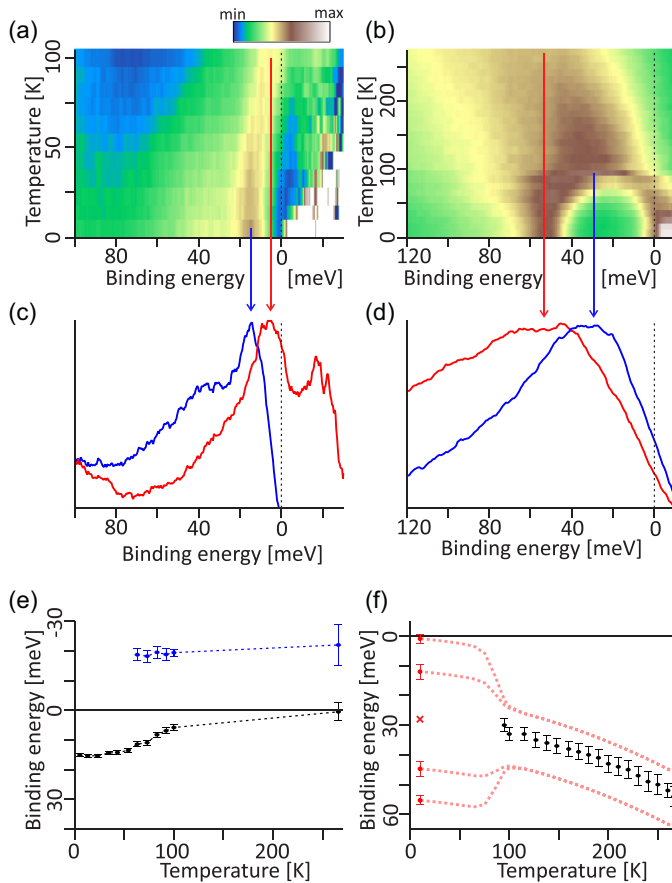 (a)
min
max
(b)
Temperature [K]
100
50
0
80
40
0
Binding energy
[meV]
Temperature [K]
200
100
0
120
80
40
0
Binding energy
[meV]
(c)
(d)
80
40
0
Binding energy [meV]
120
80
40
0
Binding energy [meV]
(e)
(f)
Binding energy [meV]
-30
0
30
0
100
200
Temperature [K]
Binding energy [meV]
0
30
60
0
100
200
Temperature [K]